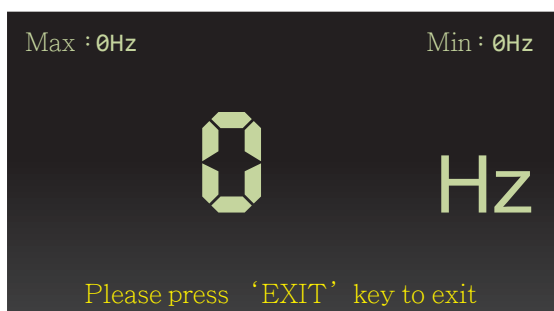 Max : 0Hz Min : 0Hz
0 Hz
Please press ‘EXIT’ key to exit